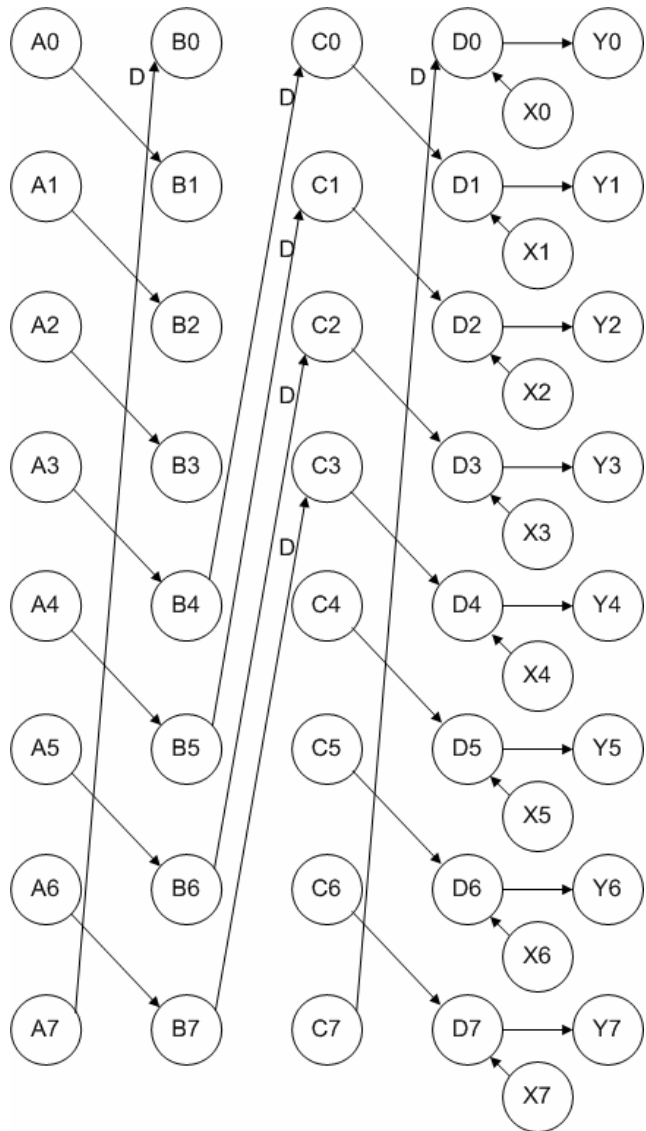 A0 B0 C0 D0 Y0
D D D
X0
A1 B1 C1 D1 Y1
D X1
A2 B2 C2 D2 Y2
D X2
A3 B3 C3 D3 Y3
D X3
A4 B4 C4 D4 Y4
X4
A5 B5 C5 D5 Y5
X5
A6 B6 C6 D6 Y6
X6
A7 B7 C7 D7 Y7
X7